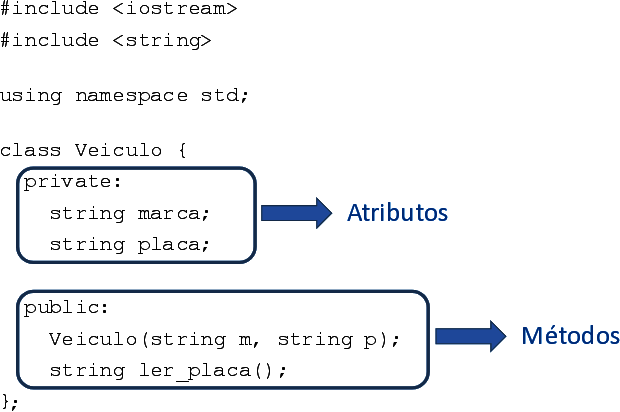 #include <iostream>
#include <string>
using namespace std;
class Veiculo {
private:
string marca;
string placa;
Atributos
public:
Veiculo(string m, string p);
string ler_placa();
Métodos
};